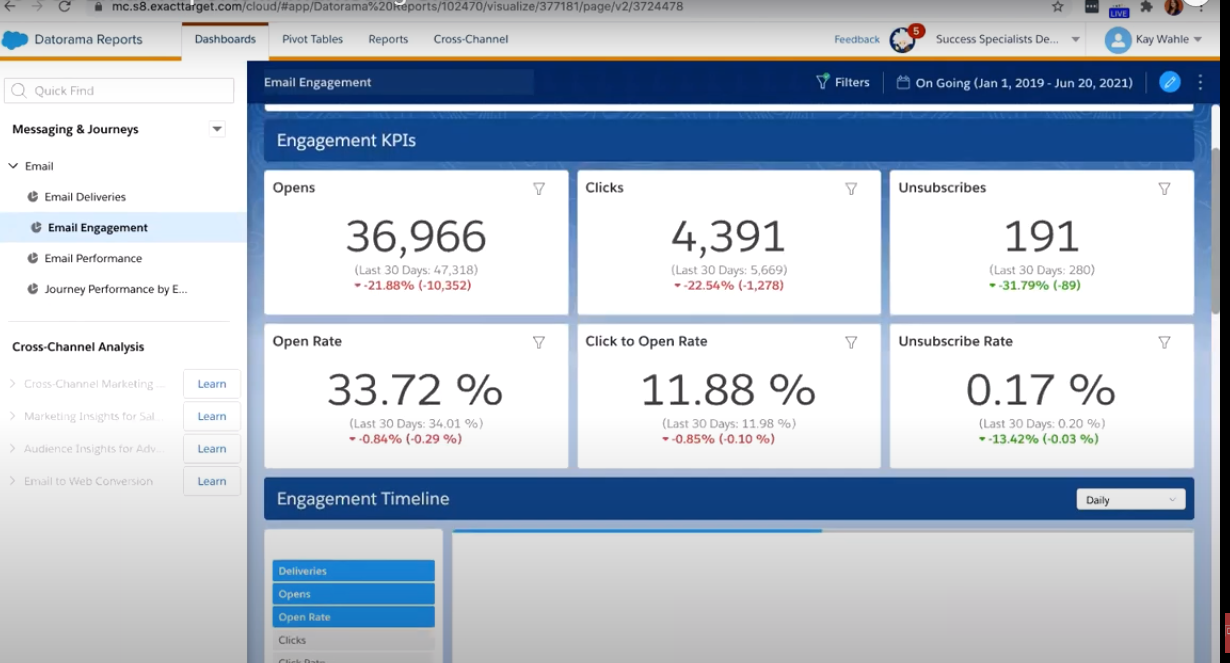 mc.s8.exacttarget.com/cloud/#app/Datorama%20reports/102470/visualize/377181/page/v2/3724478
LIVE
Datorama Reports
Dashboards
Pivot Tables
Reports
Cross-Channel
Feedback
5
Success Specialists De...
Kay Wahle
Quick Find
Email Engagement
Filters
On Going (Jan 1, 2019 - Jun 20, 2021)
Messaging & Journeys
Email
Email Deliveries
Email Engagement
Email Performance
Journey Performance by E...
Cross-Channel Analysis
Cross-Channel Marketing ...
Learn
Marketing Insights for Sal...
Learn
Audience Insights for Adv...
Learn
Email to Web Conversion
Learn
Engagement KPIs
Opens
36,966
(Last 30 Days: 47,318)
-21.88% (-10,352)
Clicks
4,391
(Last 30 Days: 5,669)
-22.54% (-1,278)
Unsubscribes
191
(Last 30 Days: 280)
-31.79% (-89)
Open Rate
33.72 %
(Last 30 Days: 34.01 %)
-0.84% (-0.29 %)
Click to Open Rate
11.88 %
(Last 30 Days: 11.98 %)
-0.85% (-0.10 %)
Unsubscribe Rate
0.17 %
(Last 30 Days: 0.20 %)
-13.42% (-0.03 %)
Engagement Timeline
Daily
Deliveries
Opens
Open Rate
Clicks
Click Rate